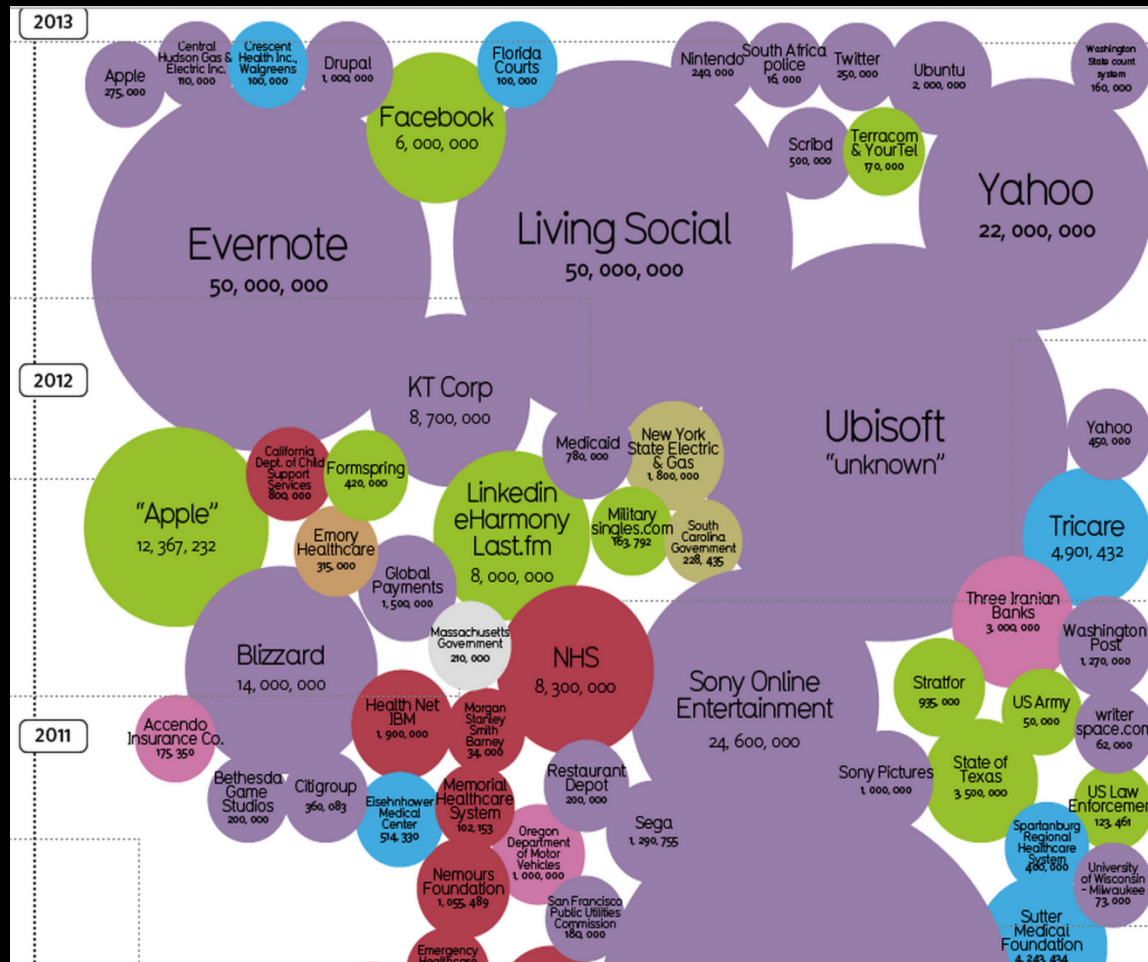 2013
Apple
275, 000
Central
Hudson Gas &
Electric Inc.
110, 000
Crescent
Health Inc.,
Walgreens
100, 000
Drupal
1, 000, 000
Facebook
6, 000, 000
Florida
Courts
100, 000
Nintendo
240, 000
South Africa
police
16, 000
Twitter
250, 000
Ubuntu
2, 000, 000
Washington
State count
system
160, 000
Scribd
500, 000
Terracom
& YourTel
170, 000
Yahoo
22, 000, 000
Evernote
50, 000, 000
Living Social
50, 000, 000
2012
KT Corp
8, 700, 000
Ubisoft
"unknown"
Yahoo
450, 000
Medicaid
780, 000
New York
State Electric
& Gas
1, 800, 000
California
Dept. of Child
Support
Services
800, 000
Formspring
420, 000
"Apple"
12, 367, 232
Linkedin
eHarmony
Last.fm
8, 000, 000
Military
singles.com
163, 792
South
Carolina
Government
228, 435
Tricare
4,901, 432
Emory
Healthcare
315, 000
Global
Payments
1, 500, 000
Massachusetts
Government
210, 000
Three Iranian
Banks
3, 000, 000
Washington
Post
1, 270, 000
Blizzard
14, 000, 000
NHS
8, 300, 000
Sony Online
Entertainment
24, 600, 000
Stratfor
935, 000
US Army
50, 000
writer
space.com
62, 000
2011
Accendo
Insurance Co.
175, 350
Health Net
IBM
1, 900, 000
Morgan
Stanley
Smith
Barney
34, 000
Bethesda
Game
Studios
200, 000
Citigroup
360, 083
Eisehnhower
Medical
Center
514, 330
Memorial
Healthcare
System
102, 153
Restaurant
Depot
200, 000
Sony Pictures
1, 000, 000
State of
Texas
3, 500, 000
US Law
Enforcement
123, 461
Sega
1, 290, 755
Oregon
Department
of Motor
Vehicles
1, 000, 000
Spartanburg
Regional
Healthcare
System
400, 000
Nemours
Foundation
1, 055, 489
University
of Wisconsin
- Milwaukee
73, 000
San Francisco
Public Utilities
Commission
180, 000
Sutter
Medical
Foundation
4, 243, 434
Emergency
Healthcare